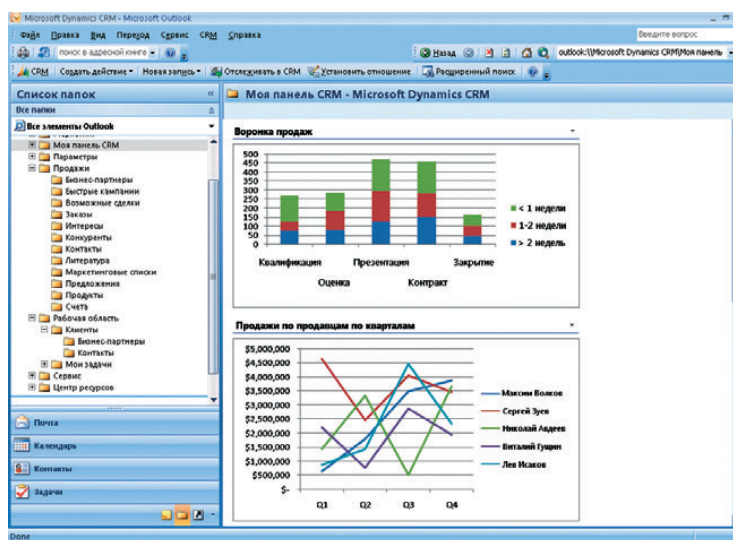 Microsoft Dynamics CRM - Microsoft Outlook
Файл Правка Вид Переход Сервис CRM Справка
Введите вопрос
поиск в адресной книге
Назад
outlook:\\Microsoft Dynamics CRM\Моя панель
CRM Создать действие Новая запись Отслеживать в CRM Установить отношение Расширенный поиск
Список папок
Все папки
Все элементы Outlook
Моя панель CRM
Параметры
Продажи
Бизнес-партнеры
Быстрые кампании
Возможные сделки
Заказы
Интересы
Конкуренты
Контакты
Литература
Маркетинговые списки
Предложения
Продукты
Счета
Рабочая область
Клиенты
Бизнес-партнеры
Контакты
Мои задачи
Сервис
Центр ресурсов
Почта
Календарь
Контакты
Задачи
Моя панель CRM - Microsoft Dynamics CRM
Воронка продаж
500
450
400
350
300
250
200
150
100
50
0
Квалификация Презентация Закрытие
Оценка Контракт
< 1 недели
1-2 недели
> 2 недель
Продажи по продавцам по кварталам
$5,000,000
$4,500,000
$4,000,000
$3,500,000
$3,000,000
$2,500,000
$2,000,000
$1,500,000
$1,000,000
$500,000
$-
Q1 Q2 Q3 Q4
Максим Волков
Сергей Зуев
Николай Авдеев
Виталий Гущин
Лев Исаков
Done